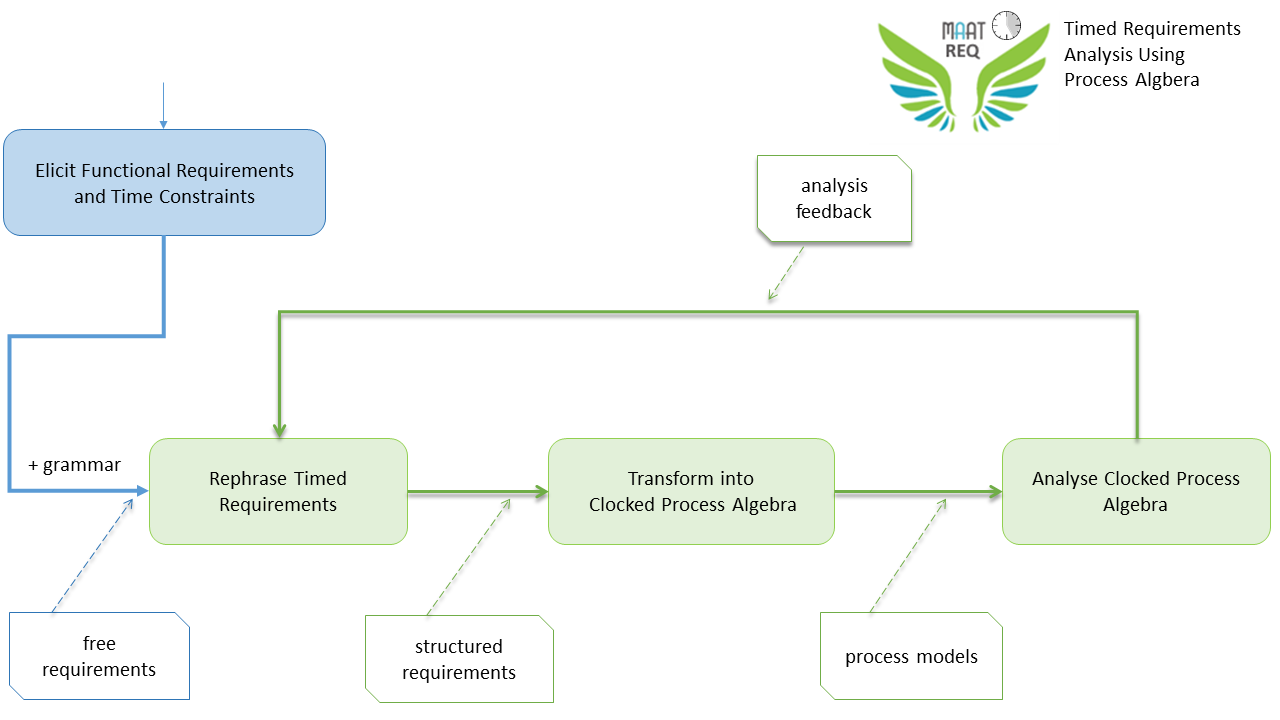 MAAT
REQ
Timed Requirements
Analysis Using
Process Algbera
Elicit Functional Requirements
and Time Constraints
analysis
feedback
+ grammar
Rephrase Timed
Requirements
Transform into
Clocked Process Algebra
Analyse Clocked Process
Algebra
free
requirements
structured
requirements
process models